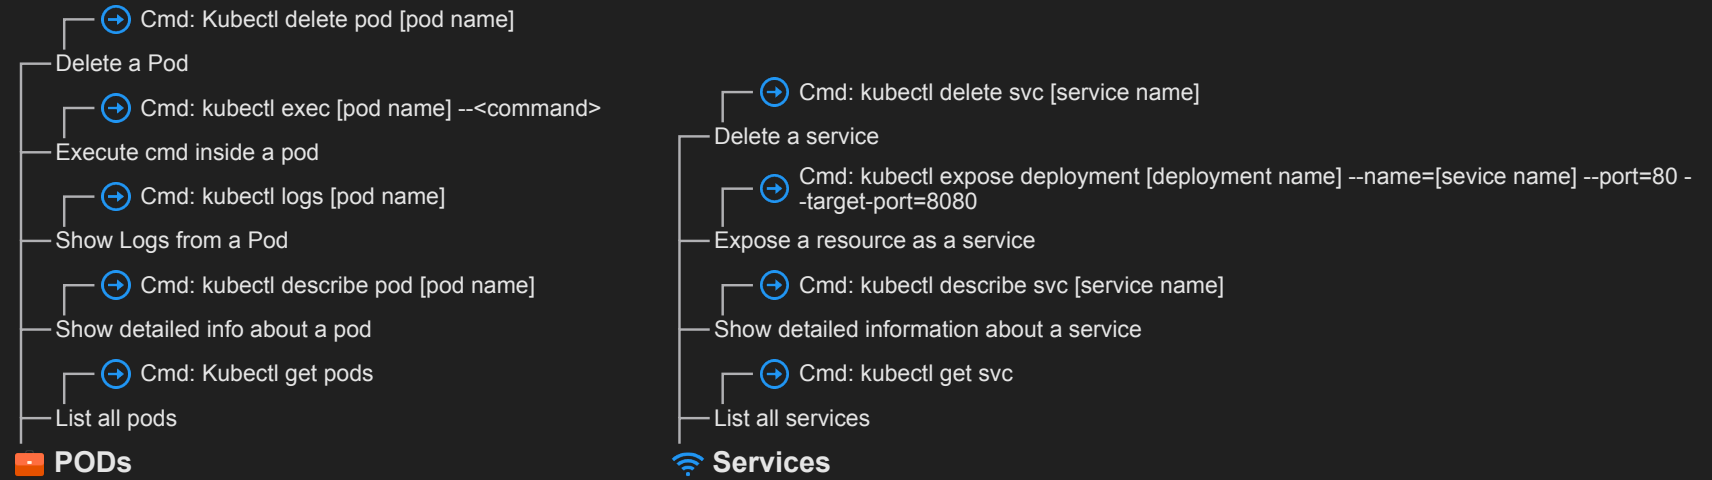 Cmd: Kubectl delete pod [pod name]
Delete a Pod
Cmd: kubectl exec [pod name] --<command>
Execute cmd inside a pod
Cmd: kubectl logs [pod name]
Show Logs from a Pod
Cmd: kubectl describe pod [pod name]
Show detailed info about a pod
Cmd: Kubectl get pods
List all pods
PODs
Cmd: kubectl delete svc [service name]
Delete a service
Cmd: kubectl expose deployment [deployment name] --name=[sevice name] --port=80 -
-target-port=8080
Expose a resource as a service
Cmd: kubectl describe svc [service name]
Show detailed information about a service
Cmd: kubectl get svc
List all services
Services